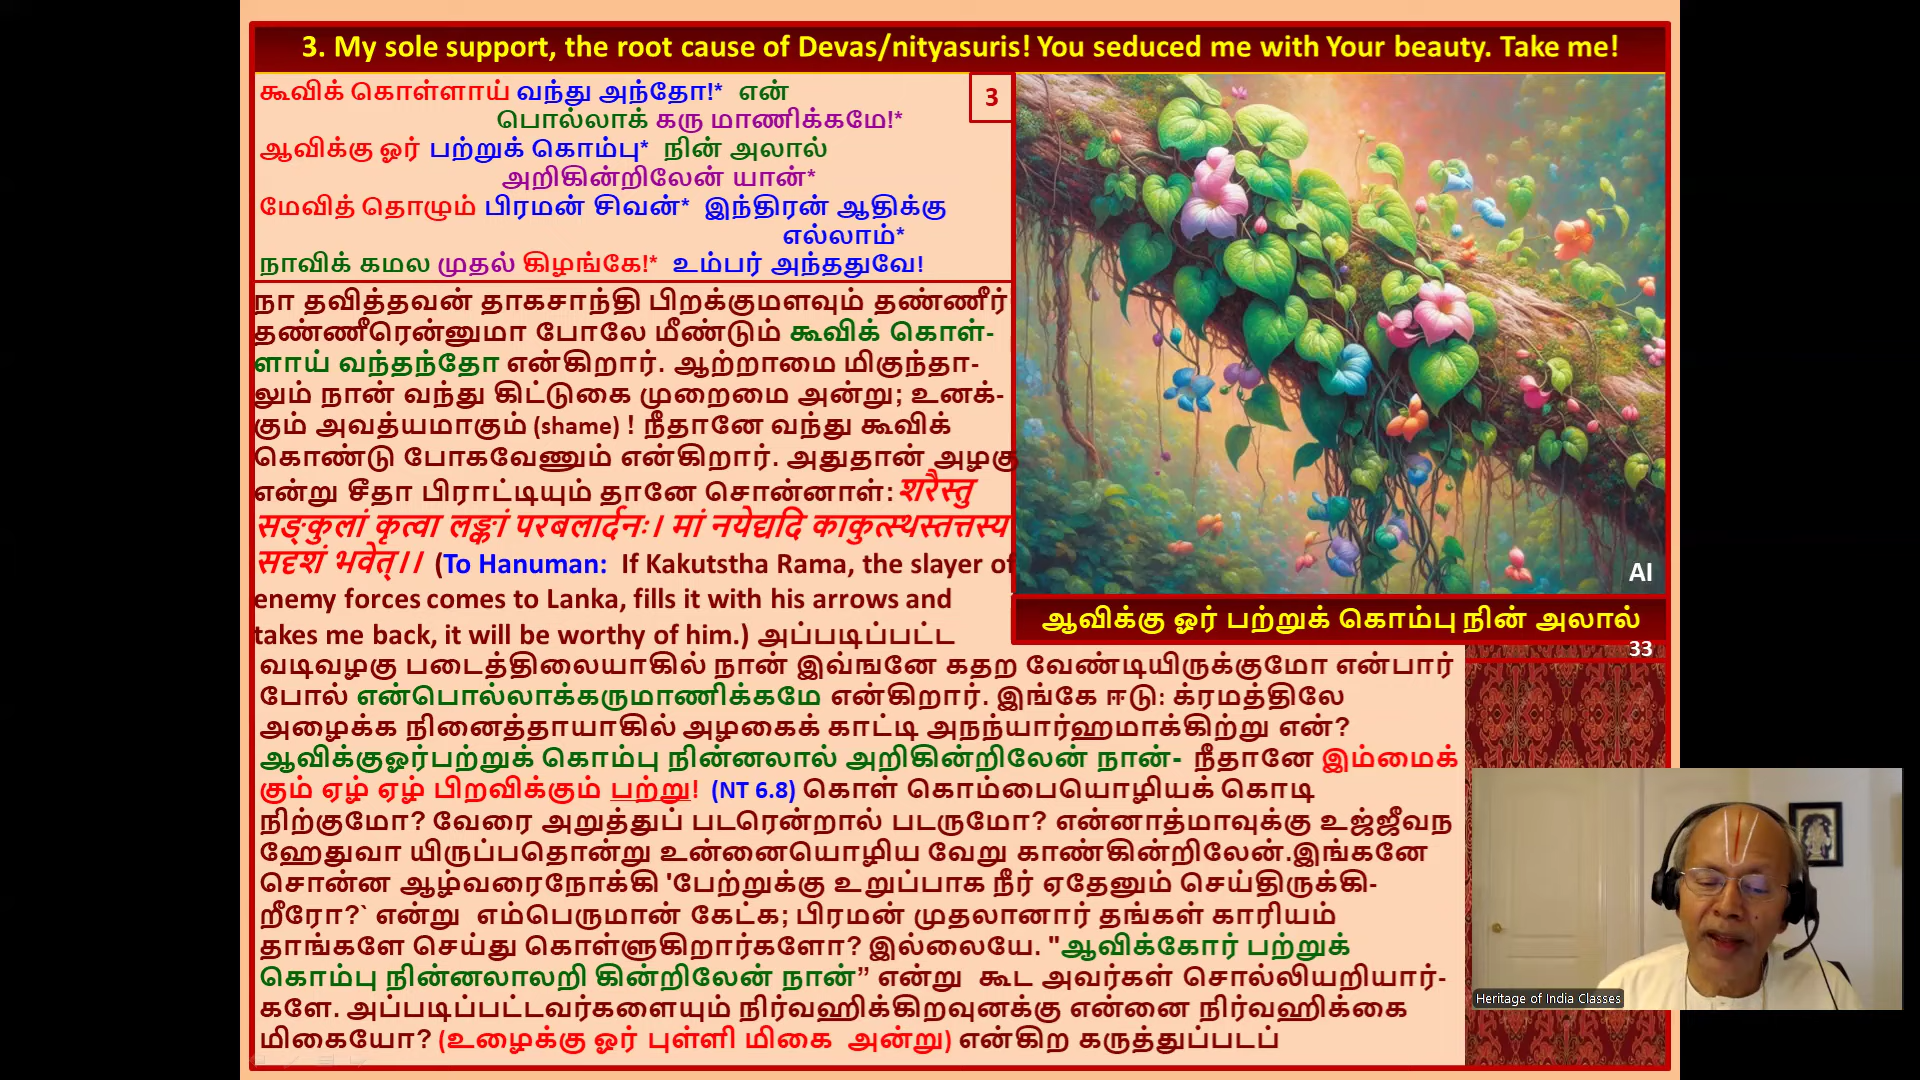 3. My sole support, the root cause of Devas/nityasuris! You seduced me with Your beauty. Take me!
கூவிக் கொள்ளாய் வந்து அந்தோ!* என்
பொல்லாக் கரு மாணிக்கமே!*
ஆவிக்கு ஓர் பற்றுக் கொம்பு* நின் அலால்
அறிகின்றிலேன் யான்*
மேவித் தொழும் பிரமன் சிவன்* இந்திரன் ஆதிக்கு
எல்லாம்*
நாவிக் கமல முதல் கிழங்கே!* உம்பர் அந்ததுவே!
3
நா தவித்தவன் தாகசாந்தி பிறக்குமளவும் தண்ணீர்
தண்ணீரென்னுமா போலே மீண்டும் கூவிக் கொள்-
ளாய் வந்தந்தோ என்கிறார். ஆற்றாமை மிகுந்தா-
லும் நான் வந்து கிட்டுகை முறைமை அன்று; உனக்-
கும் அவத்யமாகும் (shame) ! நீதானே வந்து கூவிக்
கொண்டு போகவேணும் என்கிறார். அதுதான் அழகு
என்று சீதா பிராட்டியும் தானே சொன்னாள்: शरैस्तु
सङ्कुलां कृत्वा लङ्कां परबलार्दनः। मां नयेद्यदि काकुत्स्थस्तत्तस्य
सदृशं भवेत्।। (To Hanuman: If Kakutstha Rama, the slayer of
enemy forces comes to Lanka, fills it with his arrows and
takes me back, it will be worthy of him.) அப்படிப்பட்ட
வடிவழகு படைத்திலையாகில் நான் இவ்ஙனே கதற வேண்டியிருக்குமோ என்பார்
போல் என்பொல்லாக்கருமாணிக்கமே என்கிறார். இங்கே ஈடு: க்ரமத்திலே
அழைக்க நினைத்தாயாகில் அழகைக் காட்டி அநந்யார்ஹமாக்கிற்று என்?
ஆவிக்குஓர்பற்றுக் கொம்பு நின்னலால் அறிகின்றிலேன் நான்- நீதானே இம்மைக்
கும் ஏழ் ஏழ் பிறவிக்கும் பற்று! (NT 6.8) கொள் கொம்பையொழியக் கொடி
நிற்குமோ? வேரை அறுத்துப் படரென்றால் படருமோ? என்னாத்மாவுக்கு உஜ்ஜீவந
ஹேதுவா யிருப்பதொன்று உன்னையொழிய வேறு காண்கின்றிலேன்.இங்கனே
சொன்ன ஆழ்வரைநோக்கி 'பேற்றுக்கு உறுப்பாக நீர் ஏதேனும் செய்திருக்கி-
றீரோ?` என்று எம்பெருமான் கேட்க; பிரமன் முதலானார் தங்கள் காரியம்
தாங்களே செய்து கொள்ளுகிறார்களோ? இல்லையே. "ஆவிக்கோர் பற்றுக்
கொம்பு நின்னலாலறி கின்றிலேன் நான்” என்று கூட அவர்கள் சொல்லியறியார்-
களே. அப்படிப்பட்டவர்களையும் நிர்வஹிக்கிறவுனக்கு என்னை நிர்வஹிக்கை
மிகையோ? (உழைக்கு ஓர் புள்ளி மிகை அன்று) என்கிற கருத்துப்படப்
AI
ஆவிக்கு ஓர் பற்றுக் கொம்பு நின் அலால்
33
Heritage of India Classes